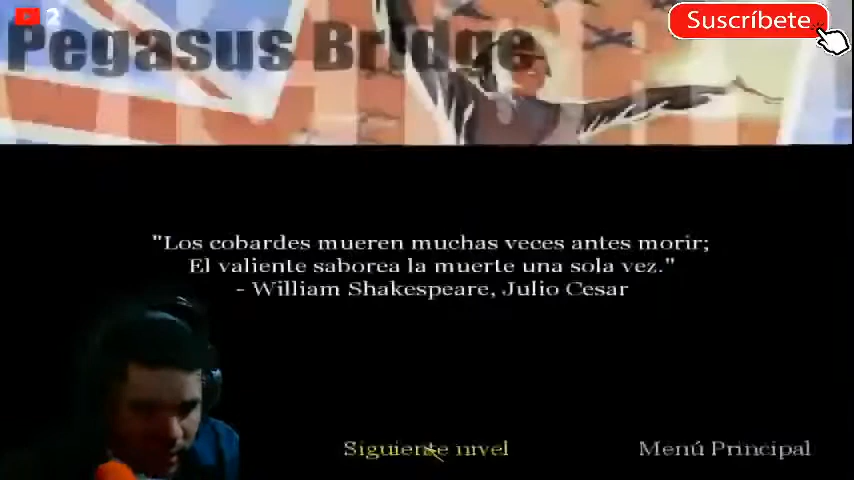 2
Suscríbete
Pegasus Bridge
"Los cobardes mueren muchas veces antes morir;
El valiente saborea la muerte una sola vez."
- William Shakespeare, Julio Cesar
Siguiente nivel
Menú Principal